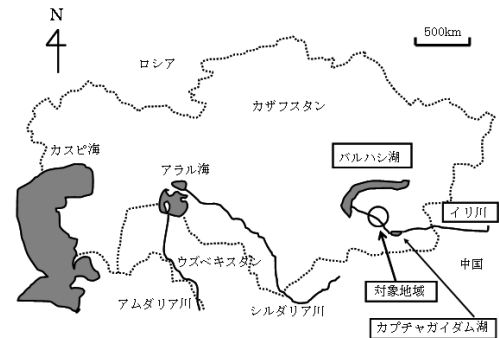 N
500km
ロシア
カザフスタン
カスピ海
アラル海
バルハシ湖
イリ川
ウズベキスタン
中国
対象地域
アムダリア川
シルダリア川
カプチャガイダム湖